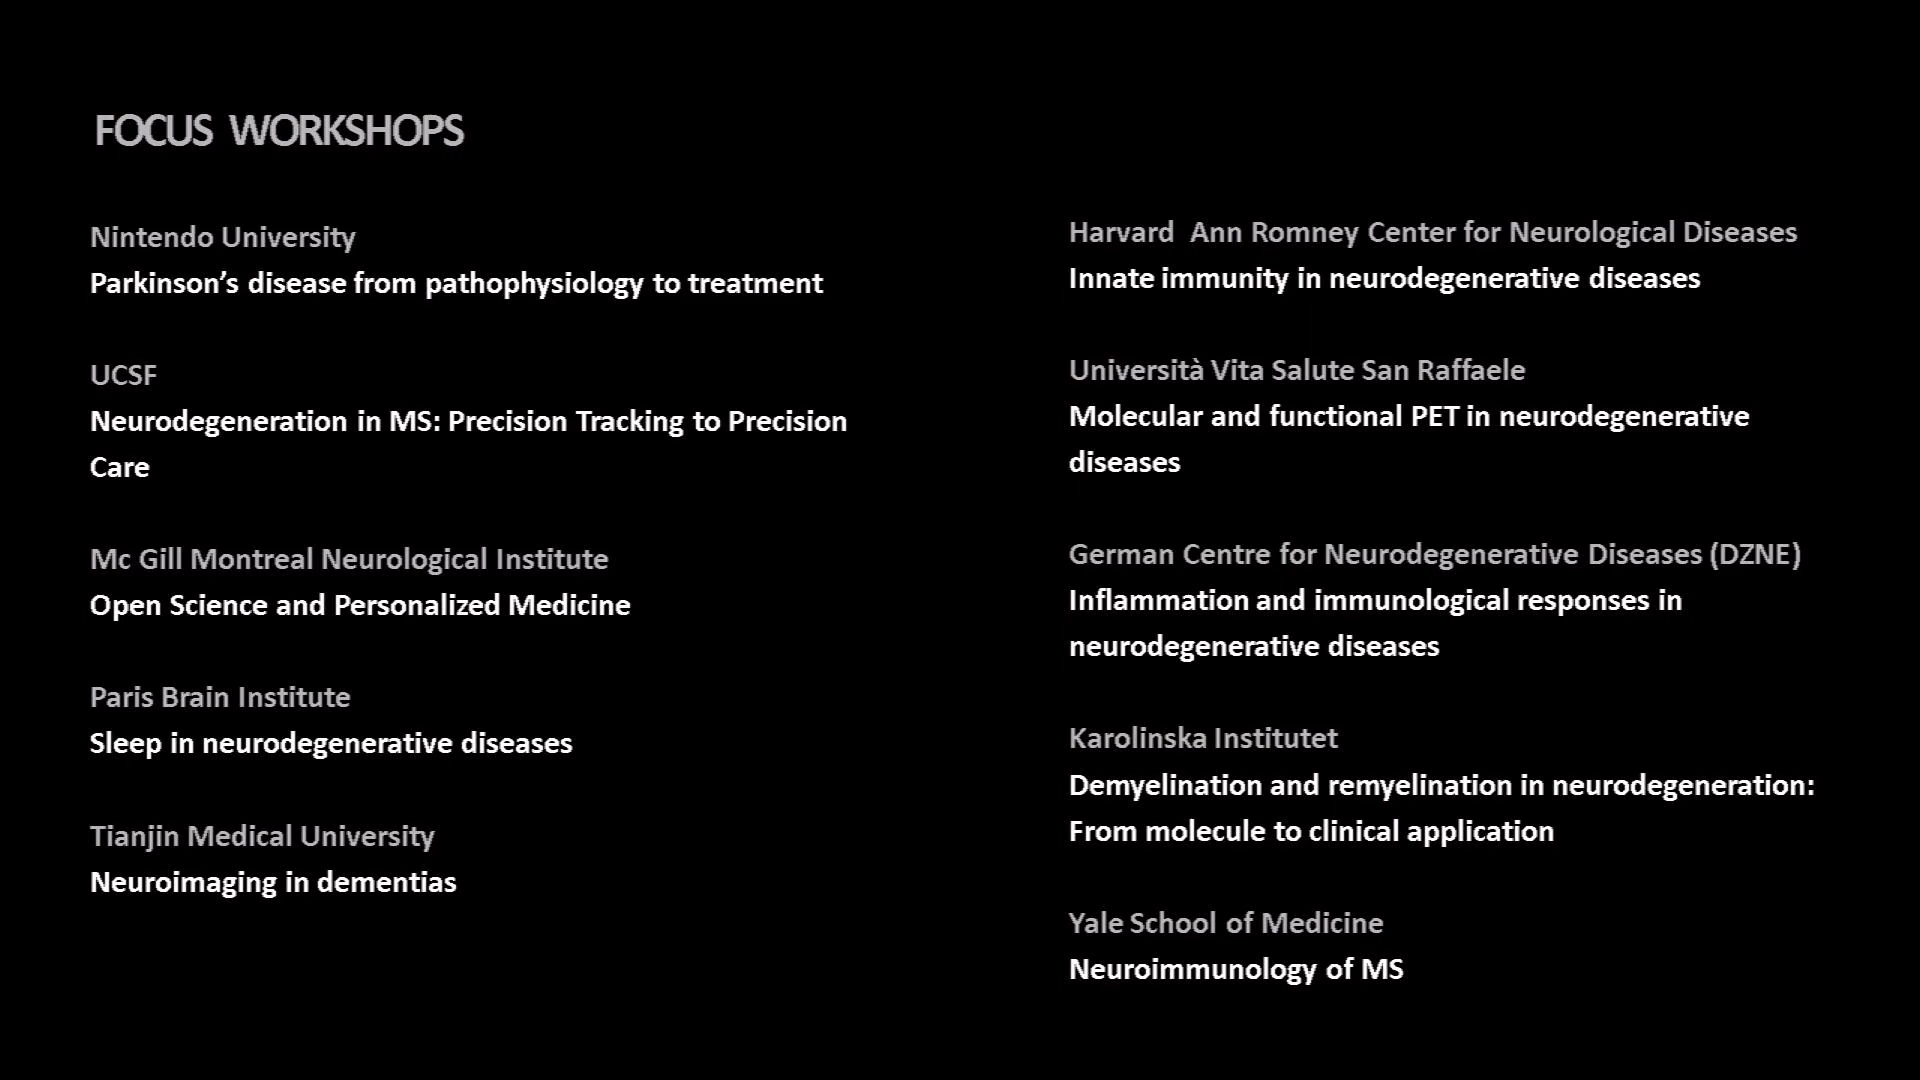 FOCUS WORKSHOPS
Nintendo University
Parkinson’s disease from pathophysiology to treatment
UCSF
Neurodegeneration in MS: Precision Tracking to Precision
Care
Mc Gill Montreal Neurological Institute
Open Science and Personalized Medicine
Paris Brain Institute
Sleep in neurodegenerative diseases
Tianjin Medical University
Neuroimaging in dementias
Harvard Ann Romney Center for Neurological Diseases
Innate immunity in neurodegenerative diseases
Università Vita Salute San Raffaele
Molecular and functional PET in neurodegenerative
diseases
German Centre for Neurodegenerative Diseases (DZNE)
Inflammation and immunological responses in
neurodegenerative diseases
Karolinska Institutet
Demyelination and remyelination in neurodegeneration:
From molecule to clinical application
Yale School of Medicine
Neuroimmunology of MS